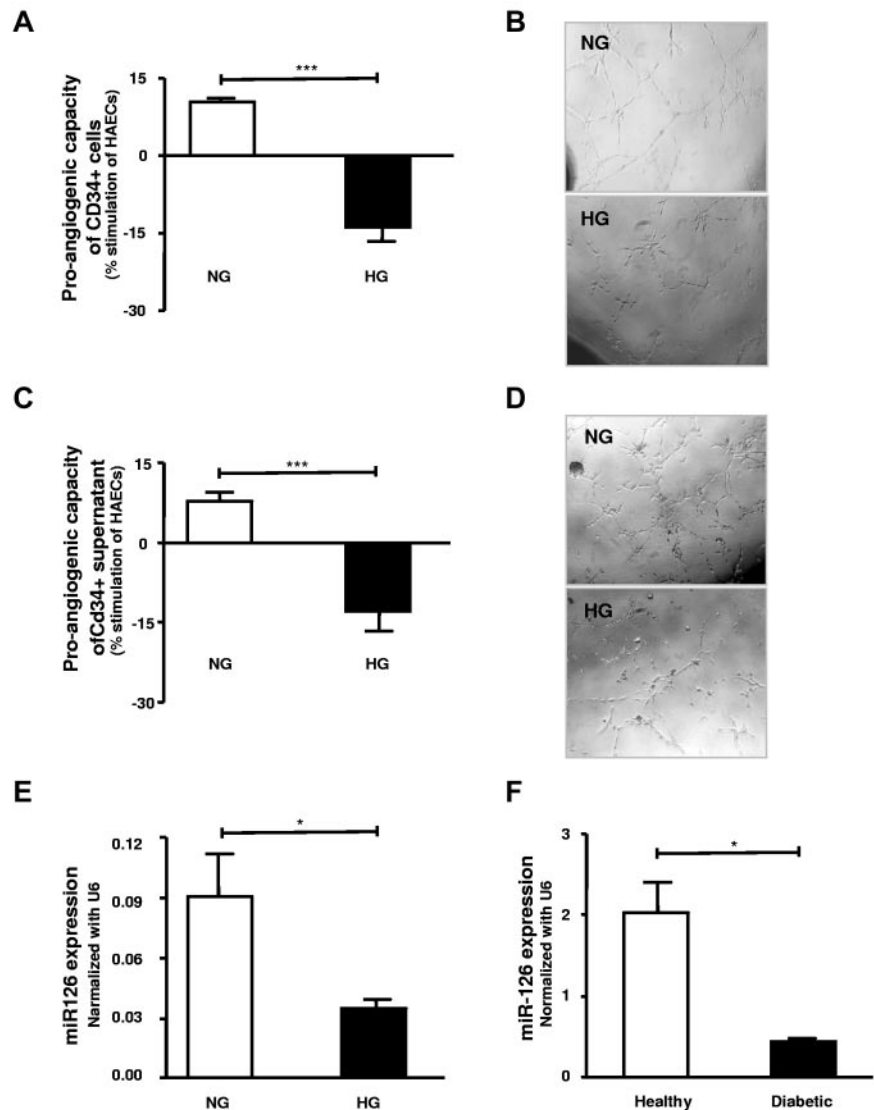 A
Pro-angiogenic capacity
of CD34+ cells
(% stimulation of HAECs)
15
0
-15
-30
***
NG
HG
B
NG
HG
C
Pro-angiogenic capacity
ofCd34+ supernatant
(% stimulation of HAECs)
15
0
-15
-30
***
NG
HG
D
NG
HG
E
miR126 expression
Narmalized with U6
0.12
0.09
0.06
0.03
0.00
*
NG
HG
F
miR-126 expression
Normalized with U6
3
2
1
0
*
Healthy
Diabetic